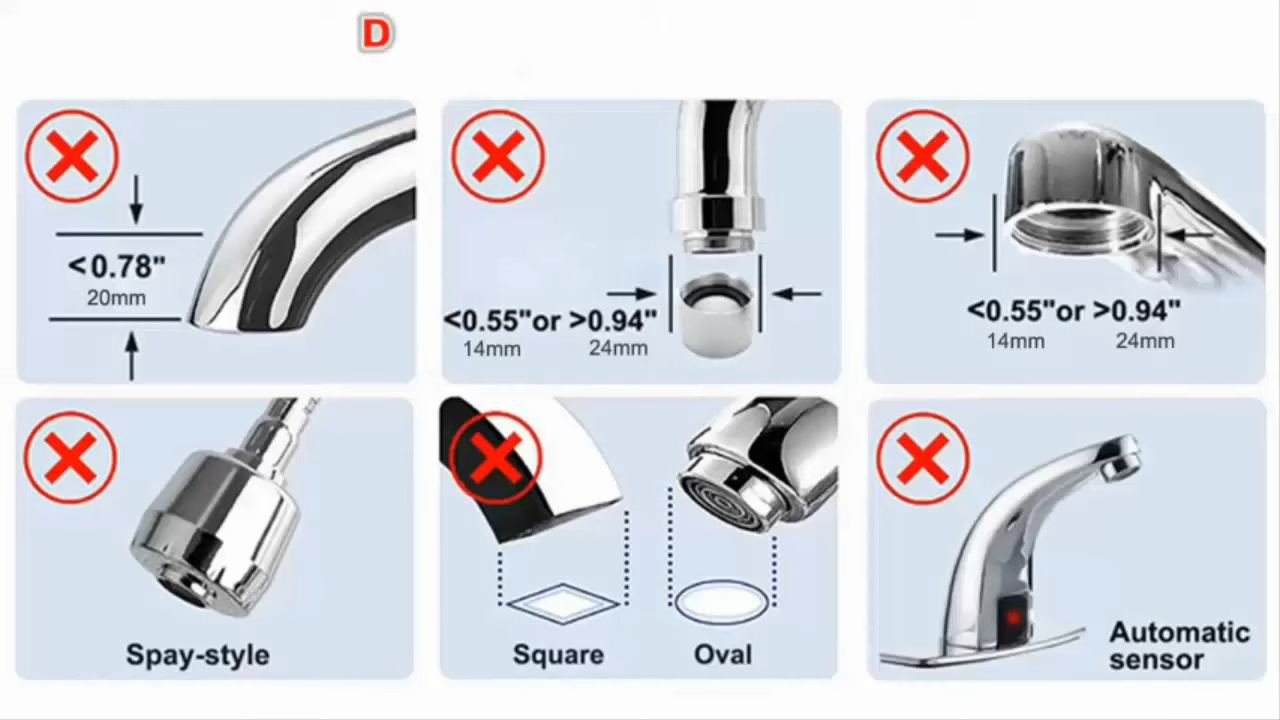 D
<0.78"
20mm
<0.55"or >0.94"
14mm 24mm
<0.55"or >0.94"
14mm 24mm
Spay-style
Square Oval
Automatic
sensor